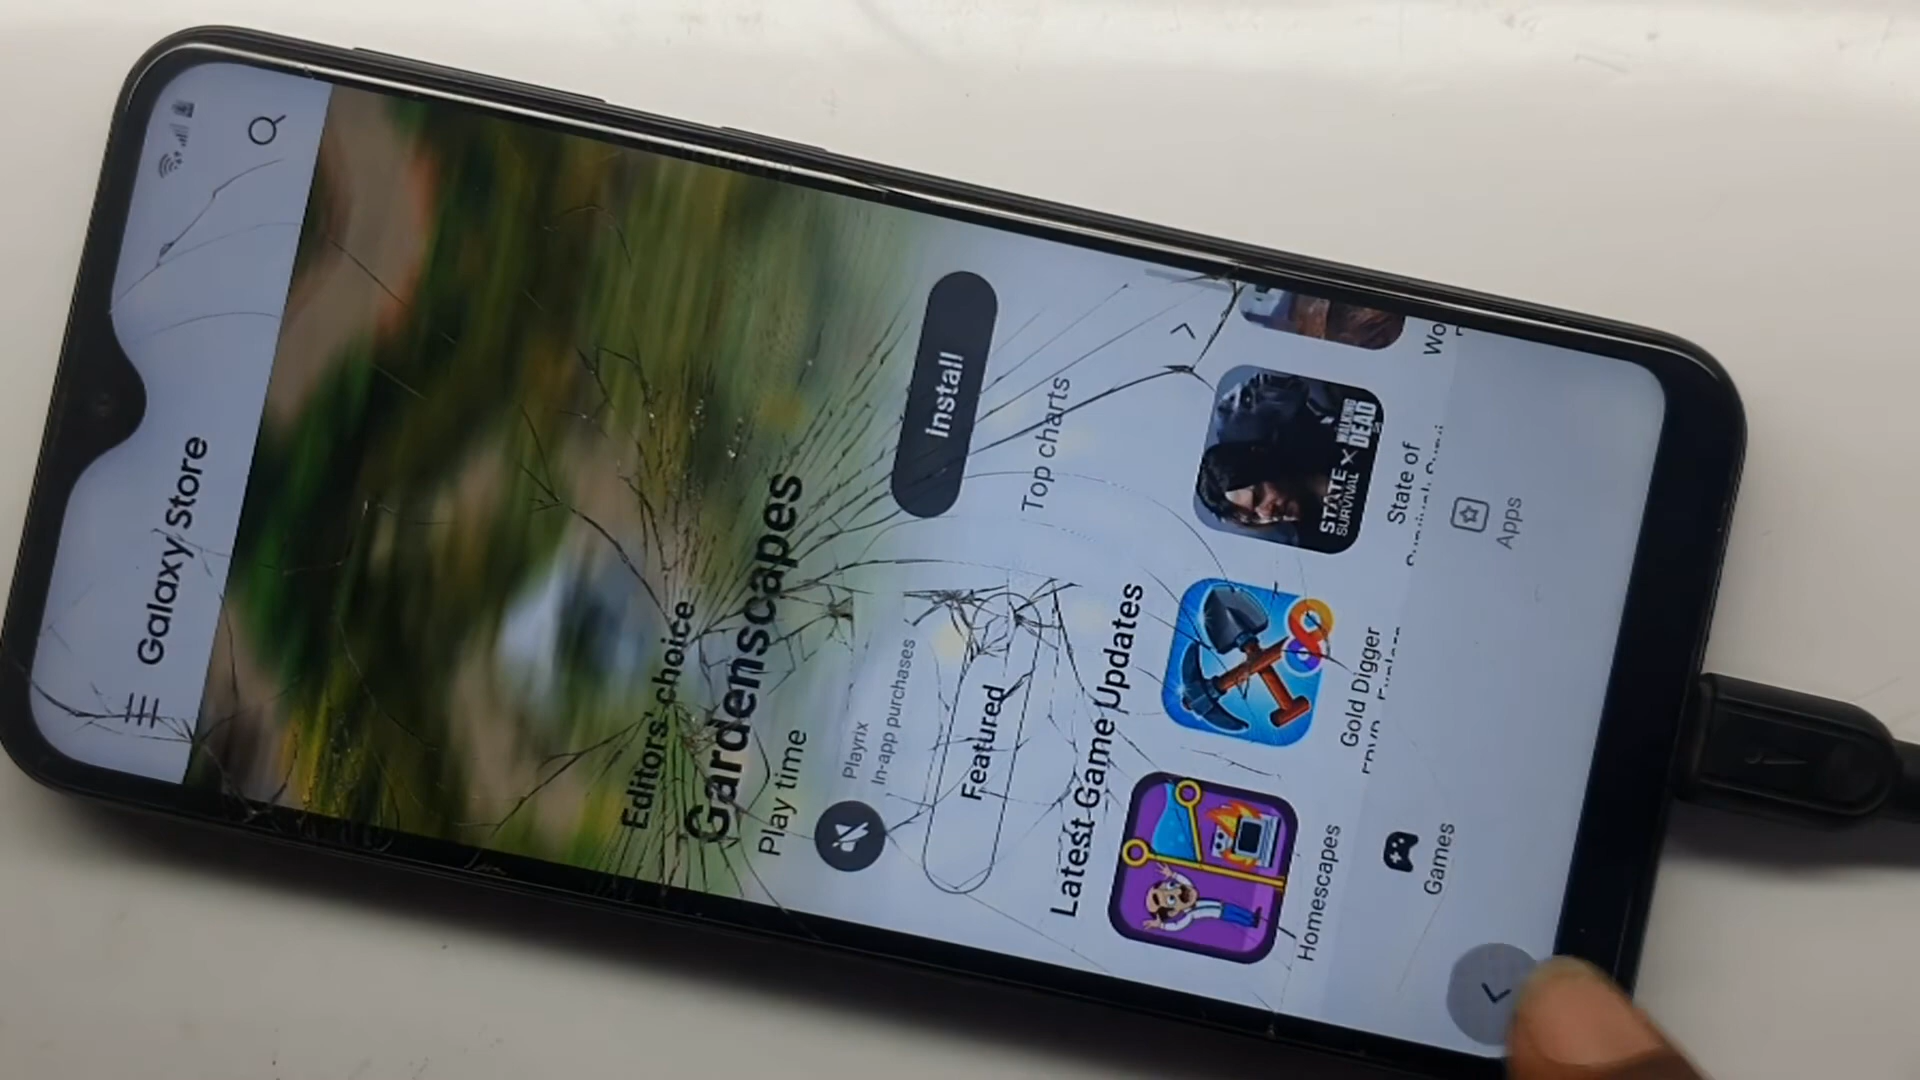 Galaxy Store
Editors choice
Gardenscapes
Play time
Playrix
In-app purchases
Install
Featured
Top charts
Latest Game Updates
STATE
SURVIVAL
X
WALKING
DEAD
Homescapes
Gold Digger
State of
Wo
Games
Apps